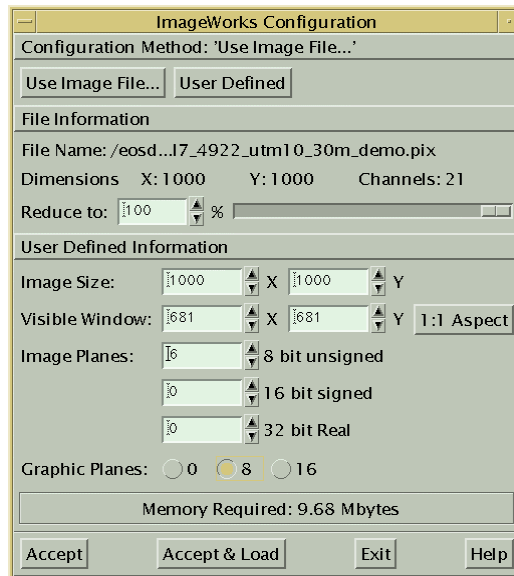 ImageWorks Configuration
Configuration Method: 'Use Image File...'
Use Image File... User Defined
File Information
File Name: /eosd...l7_4922_utm10_30m_demo.pix
Dimensions X: 1000 Y: 1000 Channels: 21
Reduce to: 100 %
User Defined Information
Image Size: 1000 X 1000 Y
Visible Window: 681 X 681 Y 1:1 Aspect
Image Planes: 6 8 bit unsigned
0 16 bit signed
0 32 bit Real
Graphic Planes: 0 8 16
Memory Required: 9.68 Mbytes
Accept Accept & Load Exit Help